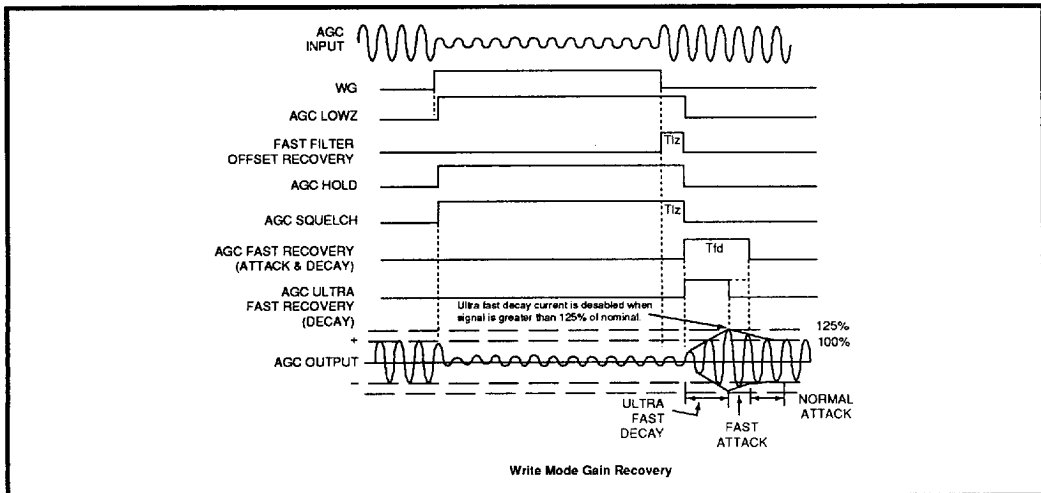 AGC
INPUT
WG
AGC LOWZ
FAST FILTER
OFFSET RECOVERY
Tlz
AGC HOLD
AGC SQUELCH
Tlz
AGC FAST RECOVERY
(ATTACK & DECAY)
Tfd
AGC ULTRA
FAST RECOVERY
(DECAY)
Ultra fast decay current is desabled when
signal is greater than 125% of nominal.
125%
+
100%
AGC OUTPUT
-
ULTRA
FAST
DECAY
FAST
ATTACK
NORMAL
ATTACK
Write Mode Gain Recovery